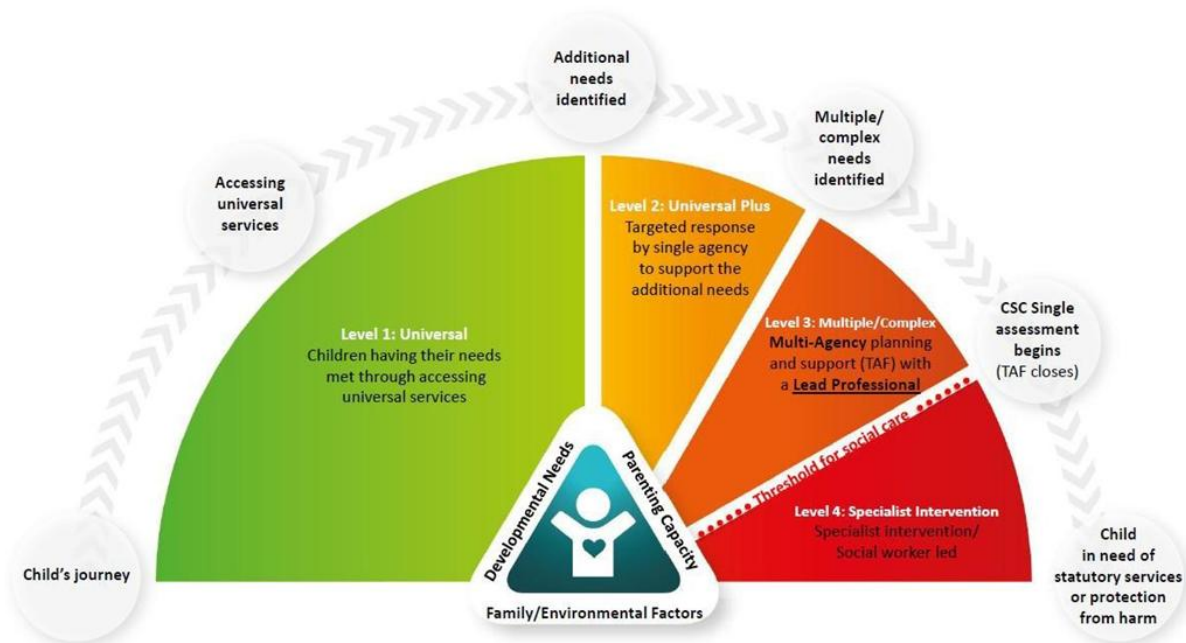 Additional
needs
identified
Multiple/
complex
needs
identified
Accessing
universal
services
Level 2: Universal Plus
Targeted response
by single agency
to support the
additional needs
Level 1: Universal
Children having their needs
met through accessing
universal services
Level 3: Multiple/Complex
Multi-Agency planning
and support (TAF) with
a Lead Professional
CSC Single
assessment
begins
(TAF closes)
Threshold for social care
Level 4: Specialist Intervention
Specialist intervention/
Social worker led
Developmental Needs
Parenting Capacity
Family/Environmental Factors
Child's journey
Child
in need of
statutory services
or protection
from harm